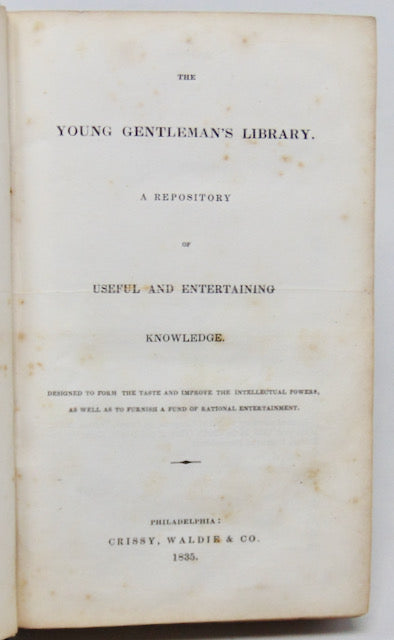 THE
YOUNG GENTLEMAN'S LIBRARY.
A REPOSITORY
OF
USEFUL AND ENTERTAINING
KNOWLEDGE.
DESIGNED TO FORM THE TASTE AND IMPROVE THE INTELLECTUAL POWERS,
AS WELL AS TO FURNISH A FUND OF RATIONAL ENTERTAINMENT.
PHILADELPHIA:
CRISSY, WALDIE & CO.
1835.